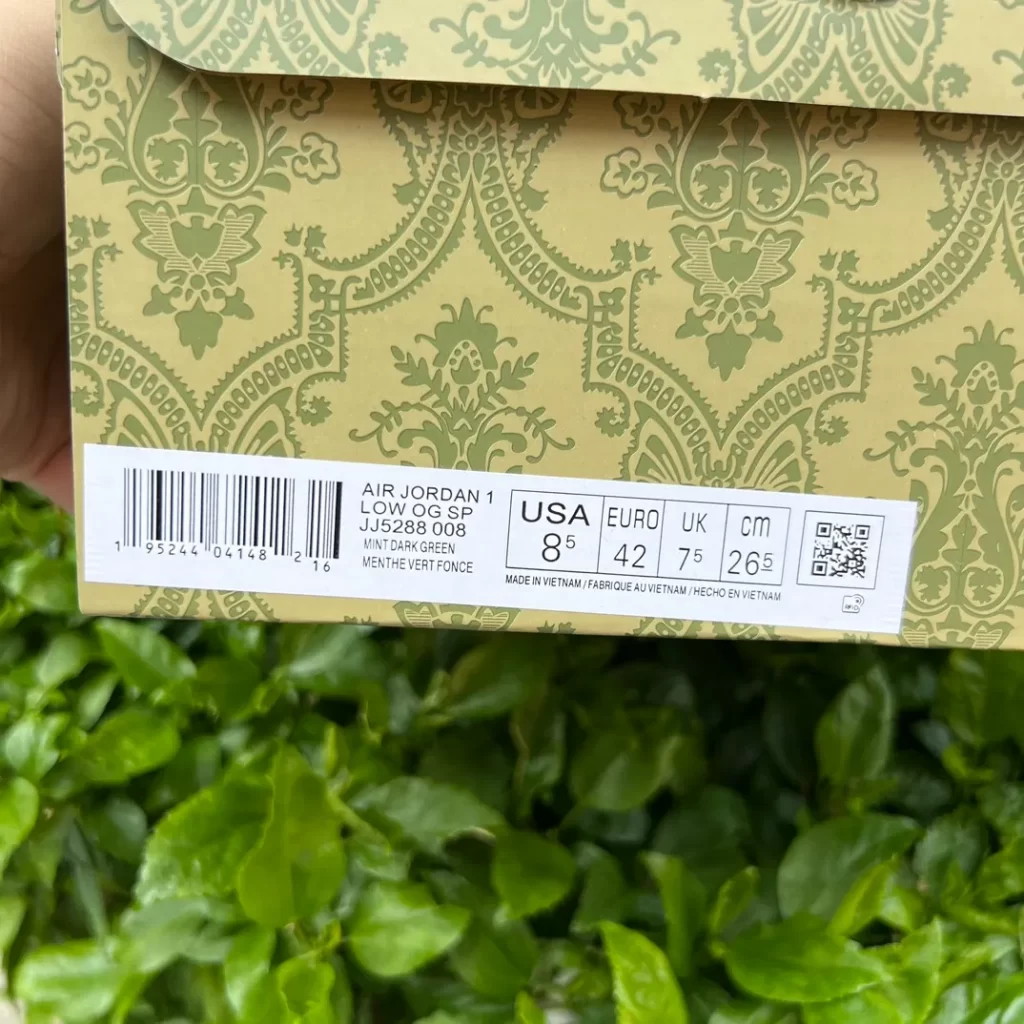 1 95244 04148 2 16
AIR JORDAN 1
LOW OG SP
JJ5288 008
MINT DARK GREEN
MENTHE VERT FONCE
USA EURO UK cm
8⁵ 42 7⁵ 26⁵
MADE IN VIETNAM / FABRIQUE AU VIETNAM / HECHO EN VIETNAM